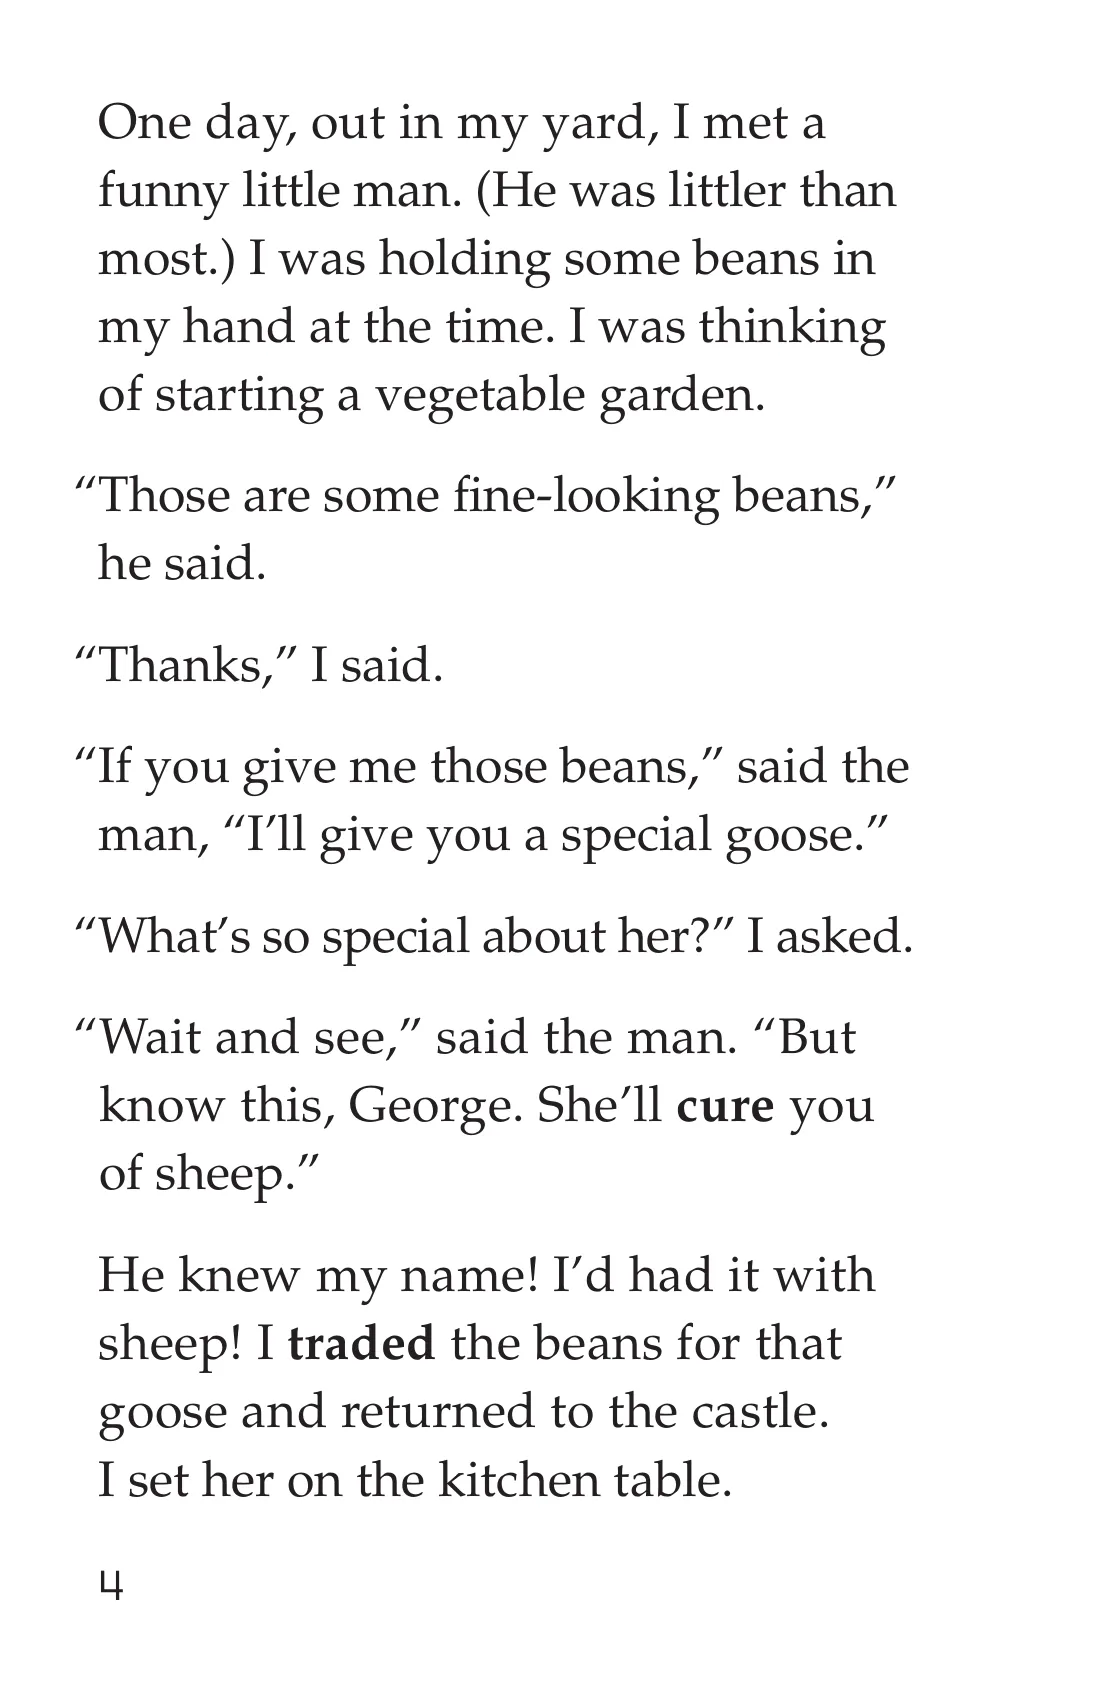 One day, out in my yard, I met a
funny little man. (He was littler than
most.) I was holding some beans in
my hand at the time. I was thinking
of starting a vegetable garden.
“Those are some fine-looking beans,”
he said.
“Thanks,” I said.
“If you give me those beans,” said the
man, “I’ll give you a special goose.”
“What’s so special about her?” I asked.
“Wait and see,” said the man. “But
know this, George. She’ll cure you
of sheep.”
He knew my name! I’d had it with
sheep! I traded the beans for that
goose and returned to the castle.
I set her on the kitchen table.
4